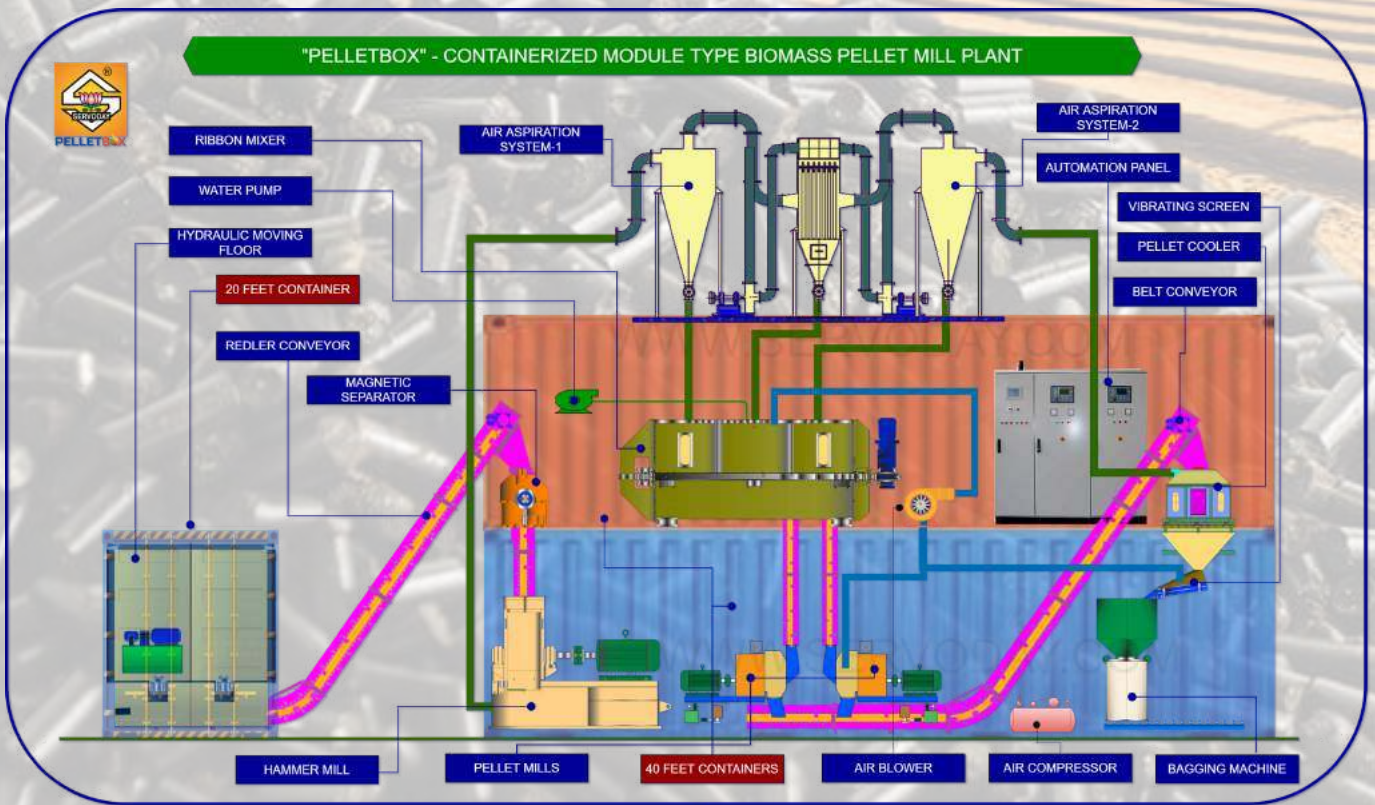 "PELLETBOX" - CONTAINERIZED MODULE TYPE BIOMASS PELLET MILL PLANT
®
SERVODAY
PELLETBOX
RIBBON MIXER
WATER PUMP
HYDRAULIC MOVING
FLOOR
20 FEET CONTAINER
REDLER CONVEYOR
MAGNETIC
SEPARATOR
AIR ASPIRATION
SYSTEM-1
AIR ASPIRATION
SYSTEM-2
AUTOMATION PANEL
VIBRATING SCREEN
PELLET COOLER
BELT CONVEYOR
HAMMER MILL
PELLET MILLS
40 FEET CONTAINERS
AIR BLOWER
AIR COMPRESSOR
BAGGING MACHINE